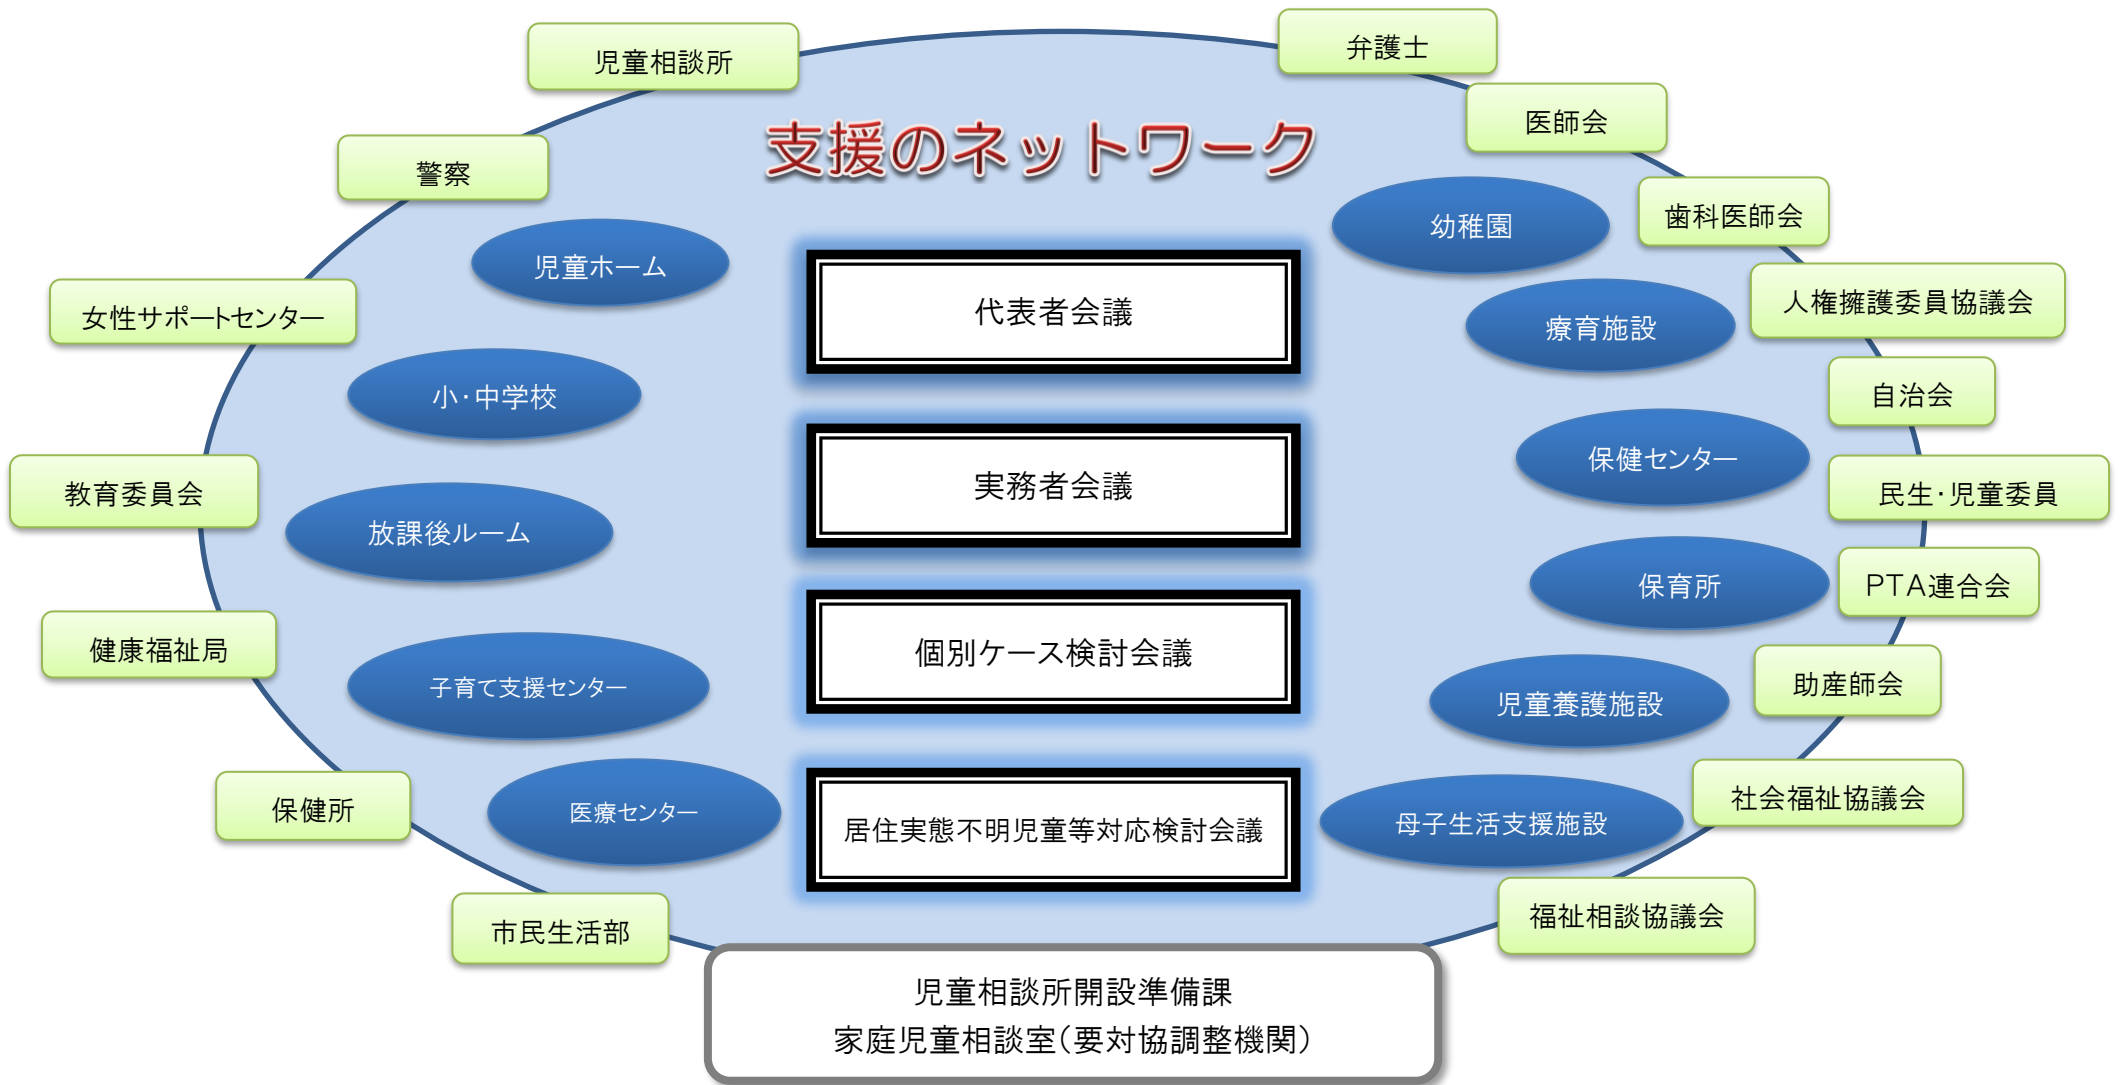 児童相談所
弁護士
医師会
支援のネットワーク
警察
歯科医師会
幼稚園
児童ホーム
人権擁護委員協議会
代表者会議
女性サポートセンター
療育施設
自治会
小・中学校
保健センター
実務者会議
教育委員会
民生・児童委員
放課後ルーム
PTA連合会
保育所
健康福祉局
個別ケース検討会議
助産師会
子育て支援センター
児童養護施設
社会福祉協議会
保健所
医療センター
居住実態不明児童等対応検討会議
母子生活支援施設
福祉相談協議会
市民生活部
児童相談所開設準備課
家庭児童相談室（要対協調整機関）